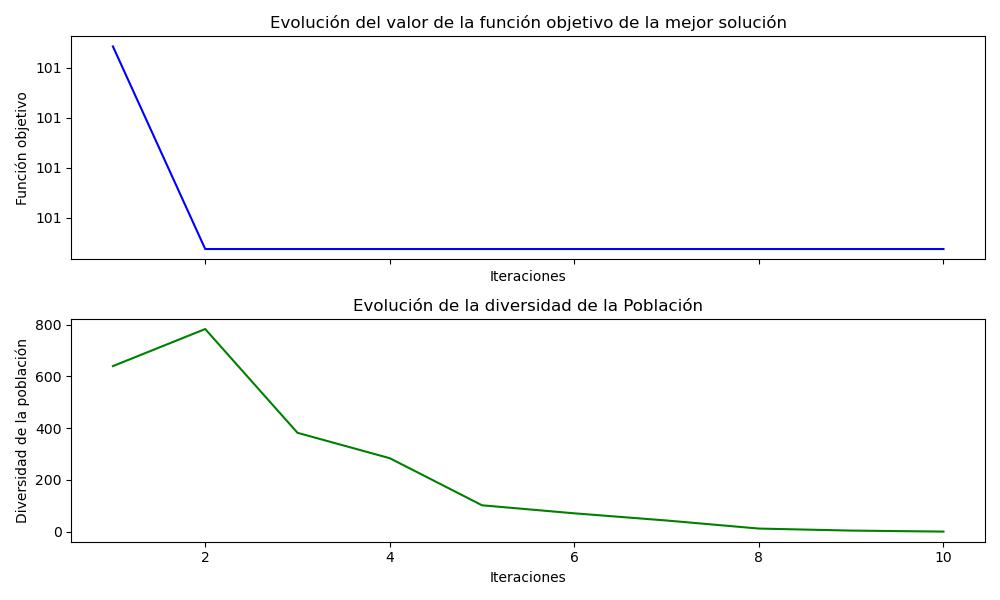 Evolución del valor de la función objetivo de la mejor solución
101
101
101
101
Función objetivo
Iteraciones
Evolución de la diversidad de la Población
800
600
400
200
0
Diversidad de la población
2 4 6 8 10
Iteraciones